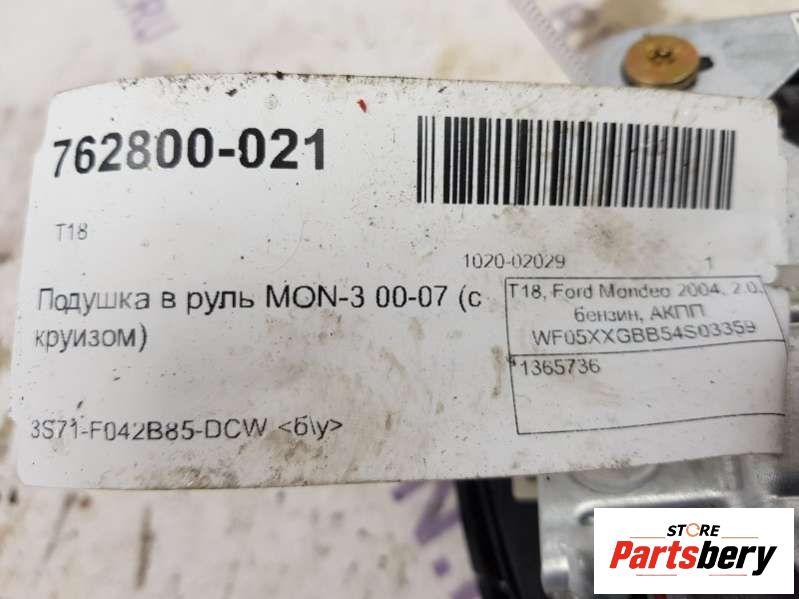 762800-021
T18
1020-02029 1
Подушка в руль MON-3 00-07 (с
круизом)
T18, Ford Mondeo 2004, 2.0,
бензин, АКПП
WF05XXGBB54S03359
1365736
3S71-F042B85-DCW <б\у>
STORE
Partsbery